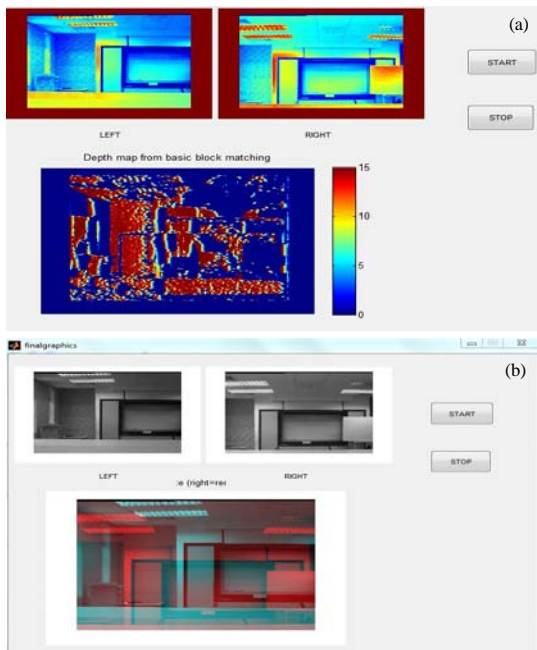 (a)
START
STOP
LEFT RIGHT
Depth map from basic block matching
15
10
5
0
finalgraphics
(b)
START
STOP
LEFT RIGHT
:e (right=re